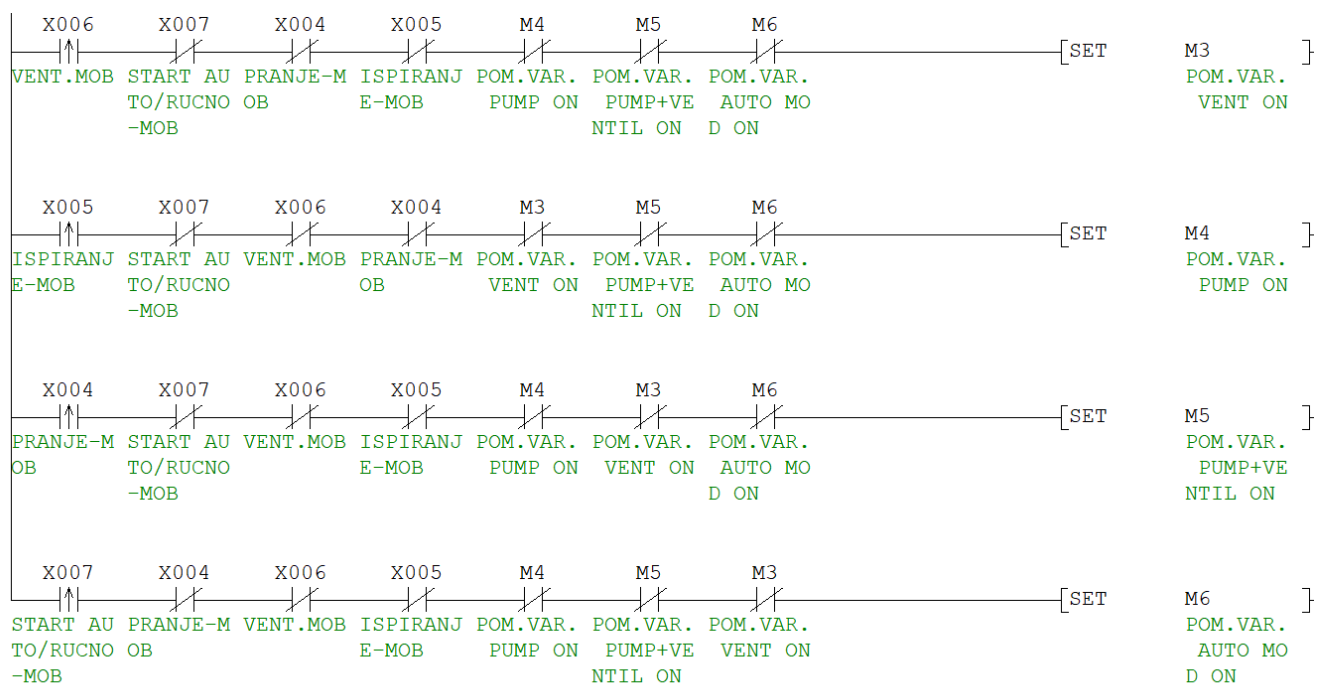 X006 X007 X004 X005 M4 M5 M6
[SET M3 ]
VENT.MOB START AU PRANJE-M ISPIRANJ POM.VAR. POM.VAR. POM.VAR. POM.VAR.
TO/RUCNO OB E-MOB PUMP ON PUMP+VE AUTO MO VENT ON
-MOB NTIL ON D ON
X005 X007 X006 X004 M3 M5 M6
[SET M4 ]
ISPIRANJ START AU VENT.MOB PRANJE-M POM.VAR. POM.VAR. POM.VAR. POM.VAR.
E-MOB TO/RUCNO OB VENT ON PUMP+VE AUTO MO PUMP ON
-MOB NTIL ON D ON
X004 X007 X006 X005 M4 M3 M6
[SET M5 ]
PRANJE-M START AU VENT.MOB ISPIRANJ POM.VAR. POM.VAR. POM.VAR. POM.VAR.
OB TO/RUCNO E-MOB PUMP ON VENT ON AUTO MO PUMP+VE
-MOB D ON NTIL ON
X007 X004 X006 X005 M4 M5 M3
[SET M6 ]
START AU PRANJE-M VENT.MOB ISPIRANJ POM.VAR. POM.VAR. POM.VAR. POM.VAR.
TO/RUCNO OB E-MOB PUMP ON PUMP+VE VENT ON AUTO MO
-MOB NTIL ON D ON